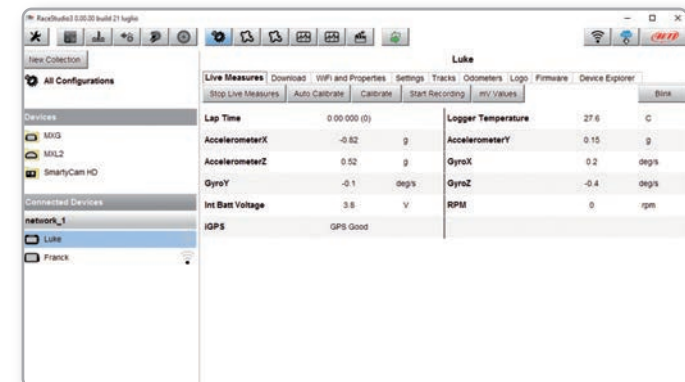 RaceStudio3 0.00.00 build 21 luglio
AiM
New Collection
All Configurations
Devices
MXG
MXL2
SmartyCam HD
Connected Devices
network_1
Luke
Franck
Luke
Live Measures Download WiFi and Properties Settings Tracks Odometers Logo Firmware Device Explorer
Stop Live Measures Auto Calibrate Calibrate Start Recording mV Values Blink
Lap Time 0:00:000 (0) Logger Temperature 27.6 C
AccelerometerX -0.82 g AccelerometerY 0.15 g
AccelerometerZ 0.52 g GyroX 0.2 deg/s
GyroY -0.1 deg/s GyroZ -0.4 deg/s
Int Batt Voltage 3.8 V RPM 0 rpm
iGPS GPS Good